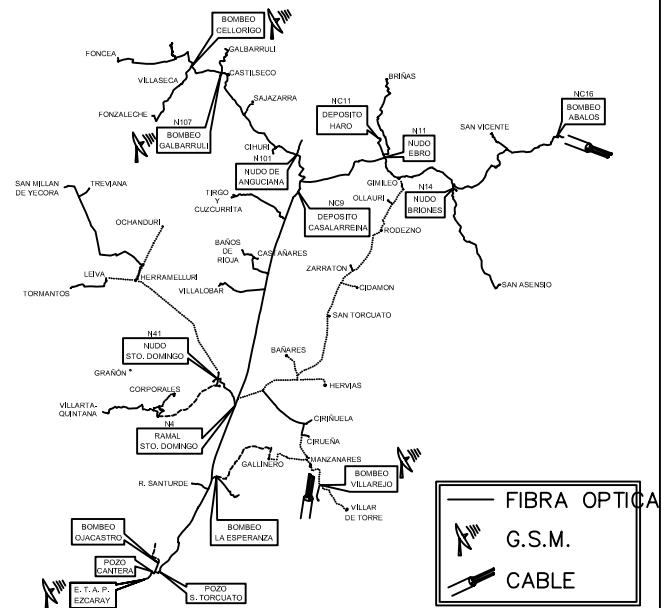 BOMBEO
CELLORIGO
FONCEA
GALBARRULI
VILLASECA
CASTILSECO
FONZALECHE
SAJAZARRA
N107
BOMBEO
GALBARRULI
CIHURI
N101
NUDO DE
ANGUCIANA
BRIÑAS
NC11
DEPOSITO
HARO
N11
NUDO
EBRO
NC16
BOMBEO
ABALOS
SAN VICENTE
GIMILEO
N14
NUDO
BRIONES
OLLAURI
SAN MILLAN
DE YECORA
TREVIANA
TIRGO
Y
CUZCURRITA
NC9
DEPOSITO
CASALARREINA
RODEZNO
OCHANDURI
BAÑOS
DE
RIOJA
CASTAÑARES
ZARRATON
LEIVA
HERRAMELLURI
VILLALOBAR
CIDAMON
SAN ASENSIO
TORMANTOS
SAN TORCUATO
N41
NUDO
STO. DOMINGO
BAÑARES
GRAÑÓN
CORPORALES
HERVIAS
VILLARTA-
QUINTANA
N4
RAMAL
STO. DOMINGO
CIRIÑUELA
CIRUEÑA
GALLINERO
MANZANARES
R. SANTURDE
BOMBEO
VILLAREJO
VILLAR
DE TORRE
BOMBEO
OJACASTRO
BOMBEO
LA ESPERANZA
POZO
CANTERA
E. T. A. P.
EZCARAY
POZO
S. TORCUATO
FIBRA OPTICA
G.S.M.
CABLE